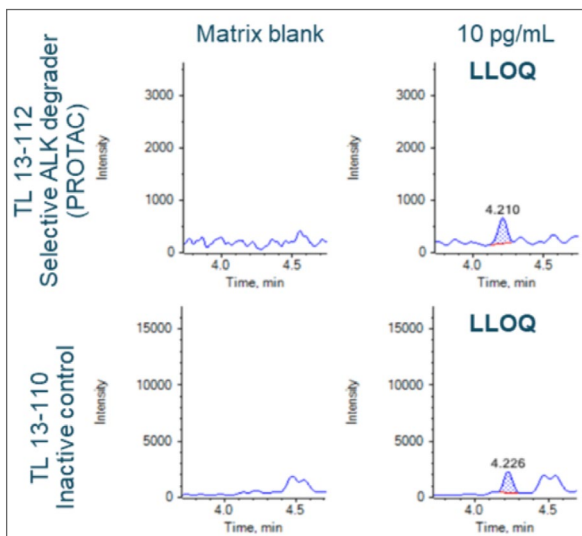 Matrix blank
10 pg/mL
TL 13-112
Selective ALK degrader
(PROTAC)
Intensity
3000
2000
1000
0
4.0
4.5
Time, min
LLOQ
Intensity
3000
2000
1000
0
4.210
4.0
4.5
Time, min
TL 13-110
Inactive control
Intensity
15000
10000
5000
0
4.0
4.5
Time, min
LLOQ
Intensity
15000
10000
5000
0
4.226
4.0
4.5
Time, min